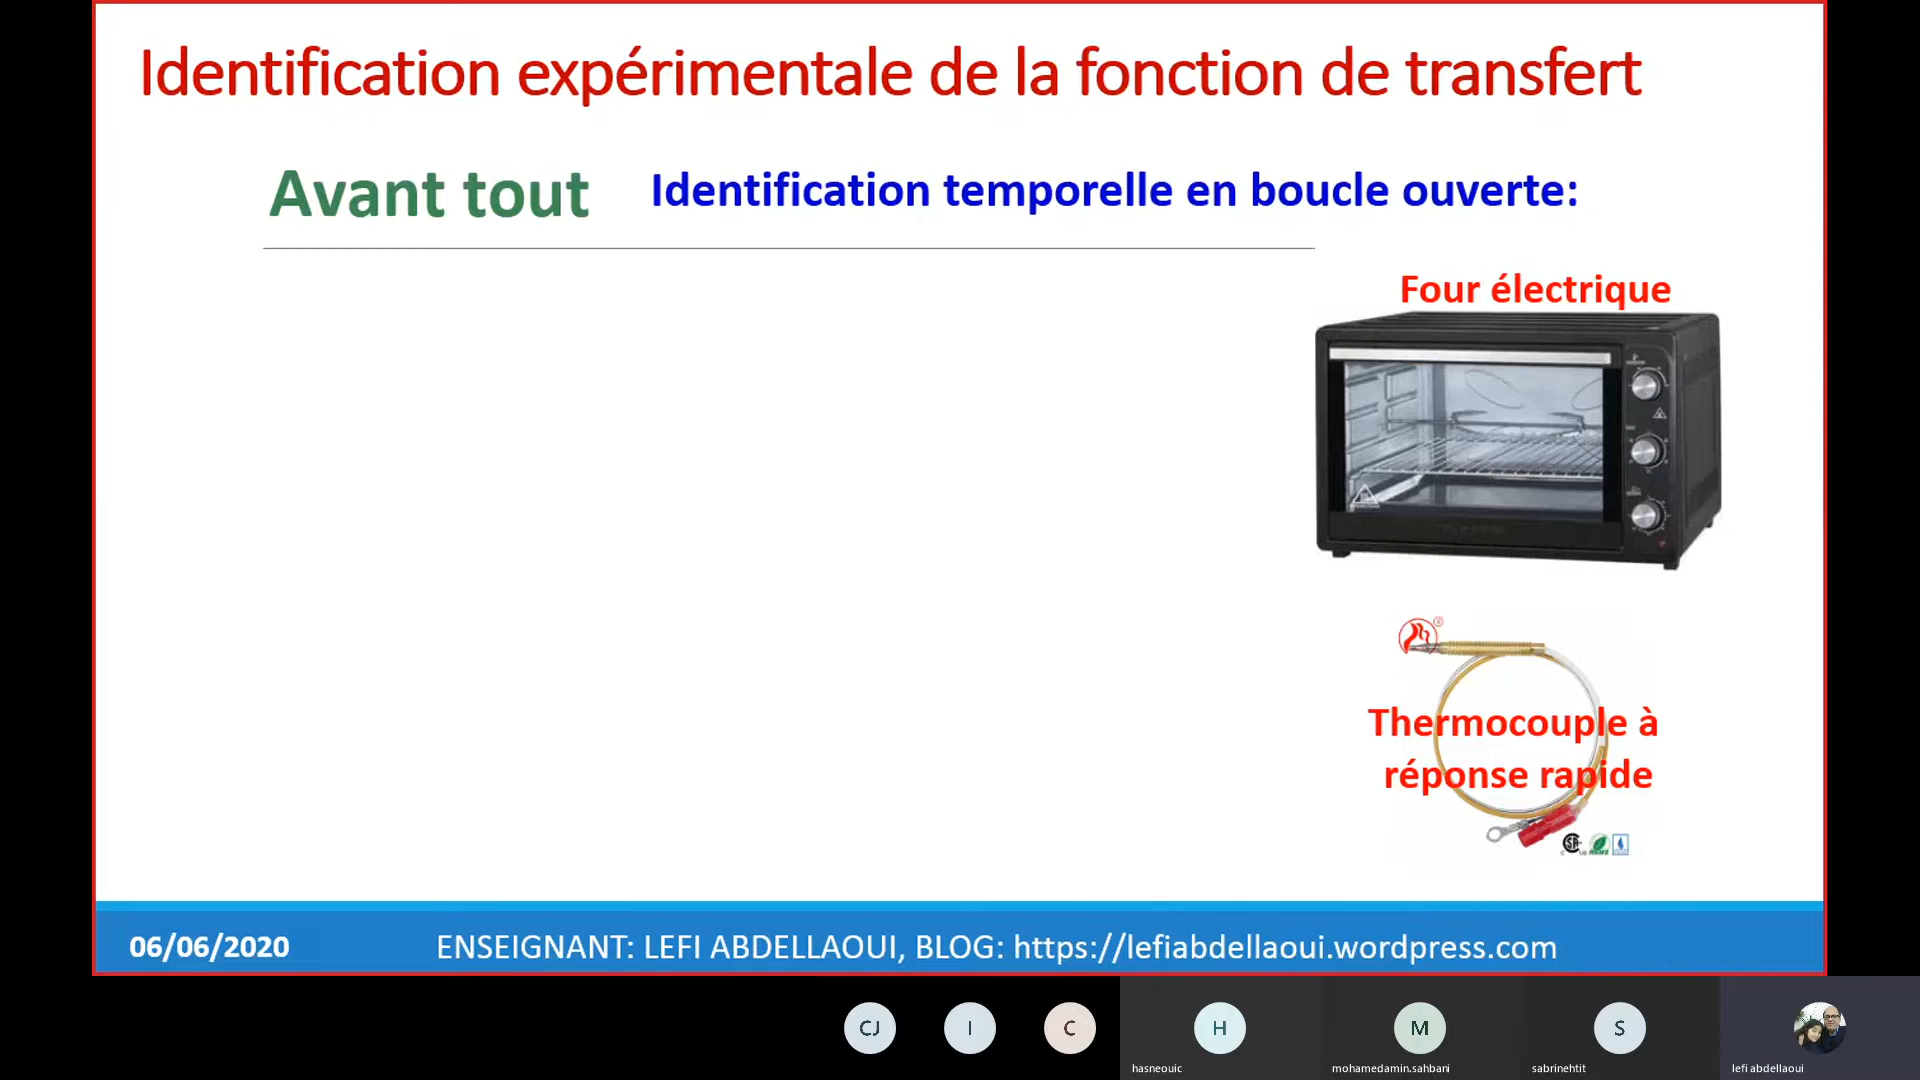 Identification expérimentale de la fonction de transfert
Avant tout
Identification temporelle en boucle ouverte:
Four électrique
Thermocouple à
réponse rapide
06/06/2020
ENSEIGNANT: LEFI ABDELLAOUI, BLOG: https://lefiabdellaoui.wordpress.com
CJ
I
C
H
M
S
hasneouic
mohamedamin.sahbani
sabrinehtit
lefi abdellaoui